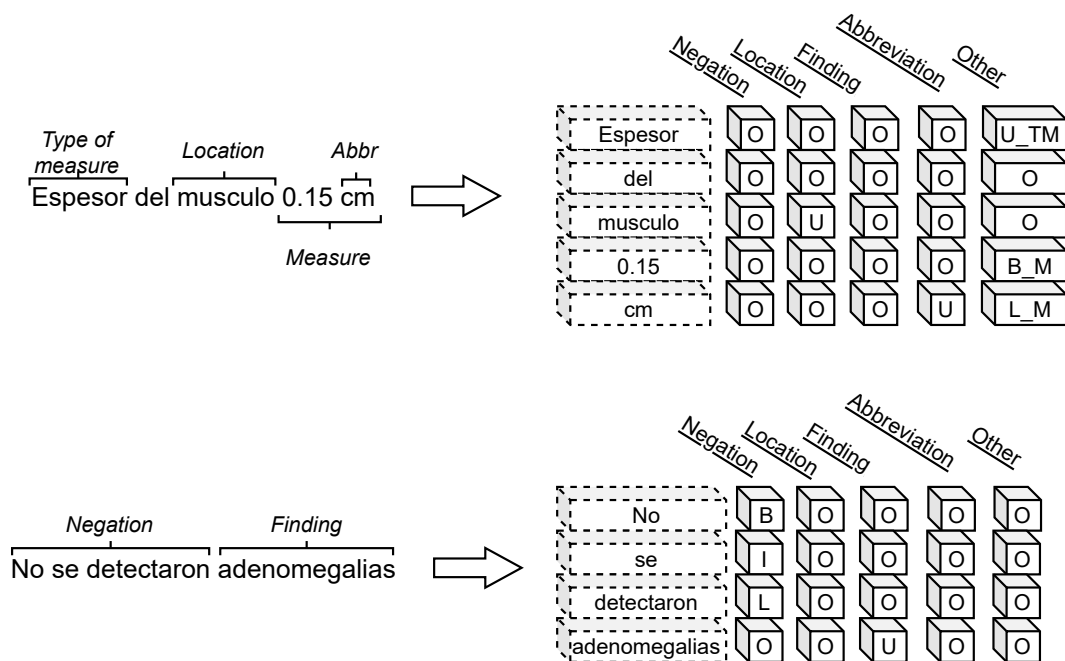 Negation Location Finding Abbreviation Other
Type of measure Location Abbr
Espesor del musculo 0.15 cm
Measure
Espesor O O O O U_TM
del O O O O O
musculo O U O O O
0.15 O O O O B_M
cm O O O U L_M
Negation Location Finding Abbreviation Other
Negation Finding
No se detectaron adenomegalias
No B O O O O
se I O O O O
detectaron L O O O O
adenomegalias O O U O O